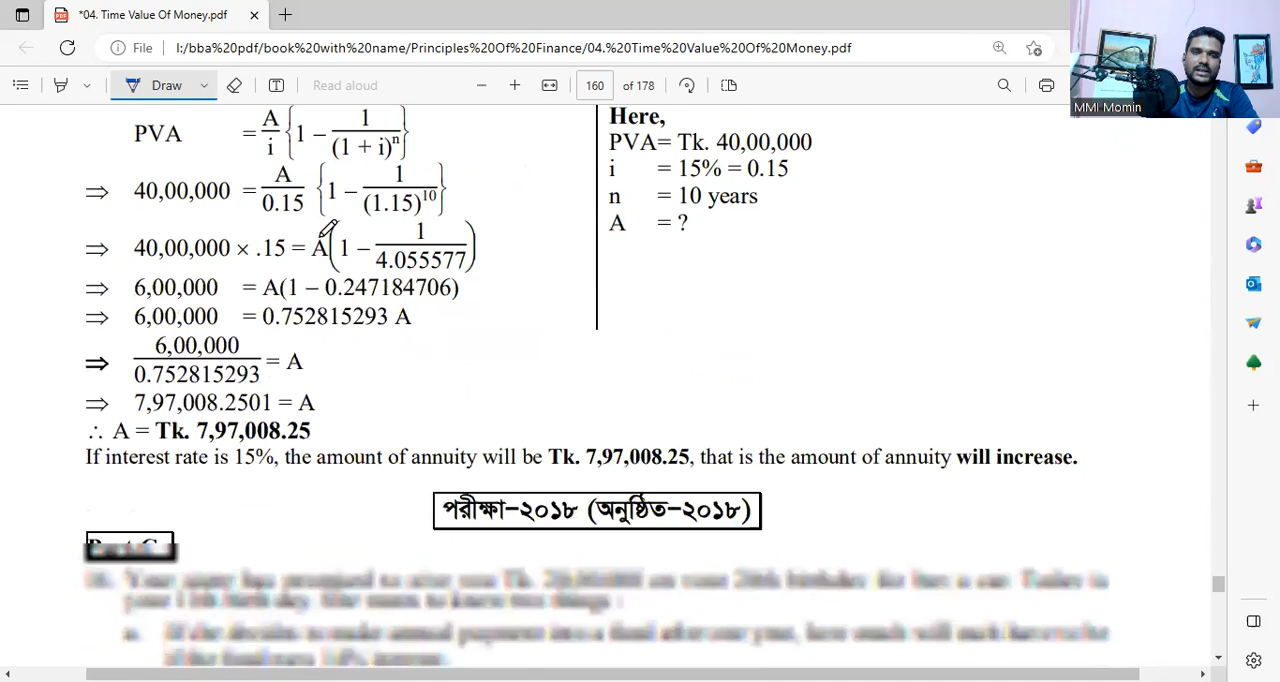 *04. Time Value Of Money.pdf
File I:/bba%20pdf/book%20with%20name/Principles%20Of%20Finance/04.%20Time%20Value%20Of%20Money.pdf
Draw Read aloud 160 of 178
MMI Momin
PVA = A/i {1 − 1/(1 + i)ⁿ}
⇒ 40,00,000 = A/0.15 {1 − 1/(1.15)¹⁰}
⇒ 40,00,000 × .15 = A(1 − 1/4.055577)
⇒ 6,00,000 = A(1 − 0.247184706)
⇒ 6,00,000 = 0.752815293 A
⇒ 6,00,000/0.752815293 = A
⇒ 7,97,008.2501 = A
∴ A = Tk. 7,97,008.25
Here,
PVA= Tk. 40,00,000
i = 15% = 0.15
n = 10 years
A = ?
If interest rate is 15%, the amount of annuity will be Tk. 7,97,008.25, that is the amount of annuity will increase.
পরীক্ষা-২০১৮ (অনুষ্ঠিত-২০১৮)